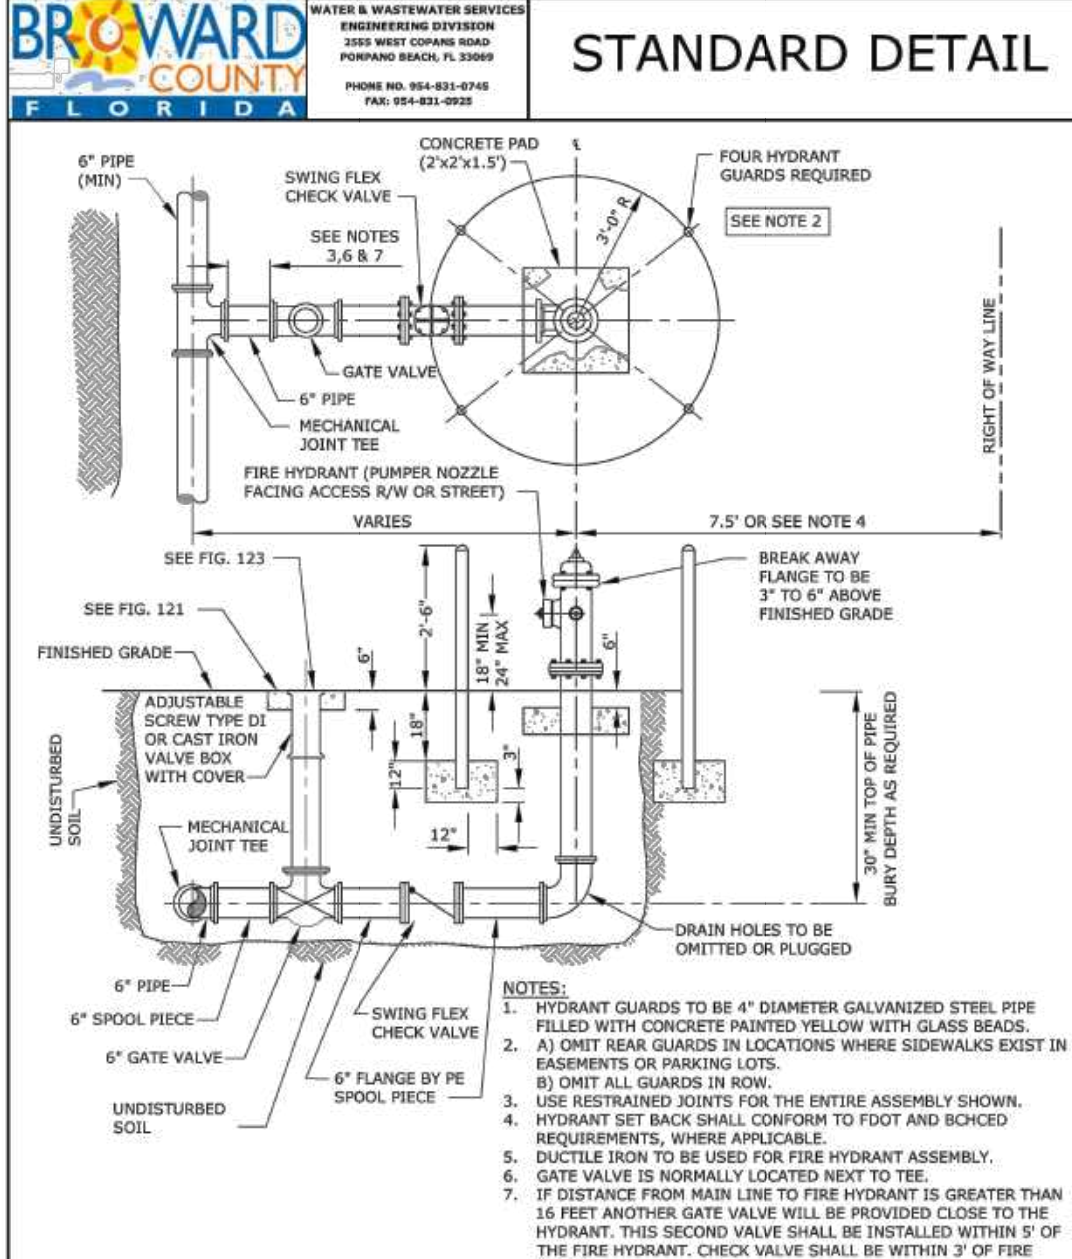 BROWARD
COUNTY
FLORIDA
WATER & WASTEWATER SERVICES
ENGINEERING DIVISION
2555 WEST COPANS ROAD
POMPANO BEACH, FL 33069
PHONE NO. 954-831-0745
FAX: 954-831-0925
STANDARD DETAIL
6" PIPE
(MIN)
SWING FLEX
CHECK VALVE
SEE NOTES
3,6 & 7
CONCRETE PAD
(2'x2'x1.5')
℄
3'-0" R
FOUR HYDRANT
GUARDS REQUIRED
SEE NOTE 2
RIGHT OF WAY LINE
GATE VALVE
6" PIPE
MECHANICAL
JOINT TEE
FIRE HYDRANT (PUMPER NOZZLE
FACING ACCESS R/W OR STREET)
VARIES
7.5' OR SEE NOTE 4
SEE FIG. 123
SEE FIG. 121
FINISHED GRADE
BREAK AWAY
FLANGE TO BE
3" TO 6" ABOVE
FINISHED GRADE
2'-6"
18" MIN
24" MAX
6"
6"
ADJUSTABLE
SCREW TYPE DI
OR CAST IRON
VALVE BOX
WITH COVER
18"
12"
3"
12"
UNDISTURBED
SOIL
30" MIN TOP OF PIPE
BURY DEPTH AS REQUIRED
MECHANICAL
JOINT TEE
DRAIN HOLES TO BE
OMITTED OR PLUGGED
6" PIPE
6" SPOOL PIECE
6" GATE VALVE
UNDISTURBED
SOIL
SWING FLEX
CHECK VALVE
6" FLANGE BY PE
SPOOL PIECE
NOTES:
1. HYDRANT GUARDS TO BE 4" DIAMETER GALVANIZED STEEL PIPE
FILLED WITH CONCRETE PAINTED YELLOW WITH GLASS BEADS.
2. A) OMIT REAR GUARDS IN LOCATIONS WHERE SIDEWALKS EXIST IN
EASEMENTS OR PARKING LOTS.
B) OMIT ALL GUARDS IN ROW.
3. USE RESTRAINED JOINTS FOR THE ENTIRE ASSEMBLY SHOWN.
4. HYDRANT SET BACK SHALL CONFORM TO FDOT AND BCHCED
REQUIREMENTS, WHERE APPLICABLE.
5. DUCTILE IRON TO BE USED FOR FIRE HYDRANT ASSEMBLY.
6. GATE VALVE IS NORMALLY LOCATED NEXT TO TEE.
7. IF DISTANCE FROM MAIN LINE TO FIRE HYDRANT IS GREATER THAN
16 FEET ANOTHER GATE VALVE WILL BE PROVIDED CLOSE TO THE
HYDRANT. THIS SECOND VALVE SHALL BE INSTALLED WITHIN 5' OF
THE FIRE HYDRANT. CHECK VALVE SHALL BE WITHIN 3' OF FIRE